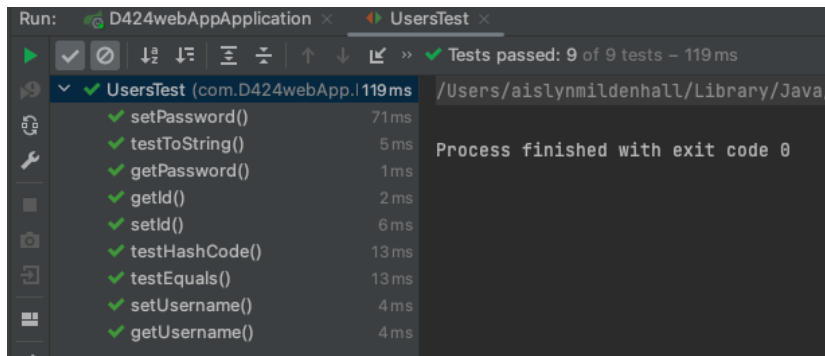 Run: D424webAppApplication × UsersTest ×
Tests passed: 9 of 9 tests – 119 ms
UsersTest (com.D424webApp. 119 ms
setPassword() 71 ms
testToString() 5 ms
getPassword() 1 ms
getId() 2 ms
setId() 6 ms
testHashCode() 13 ms
testEquals() 13 ms
setUsername() 4 ms
getUsername() 4 ms
/Users/aislynmildenhall/Library/Java
Process finished with exit code 0